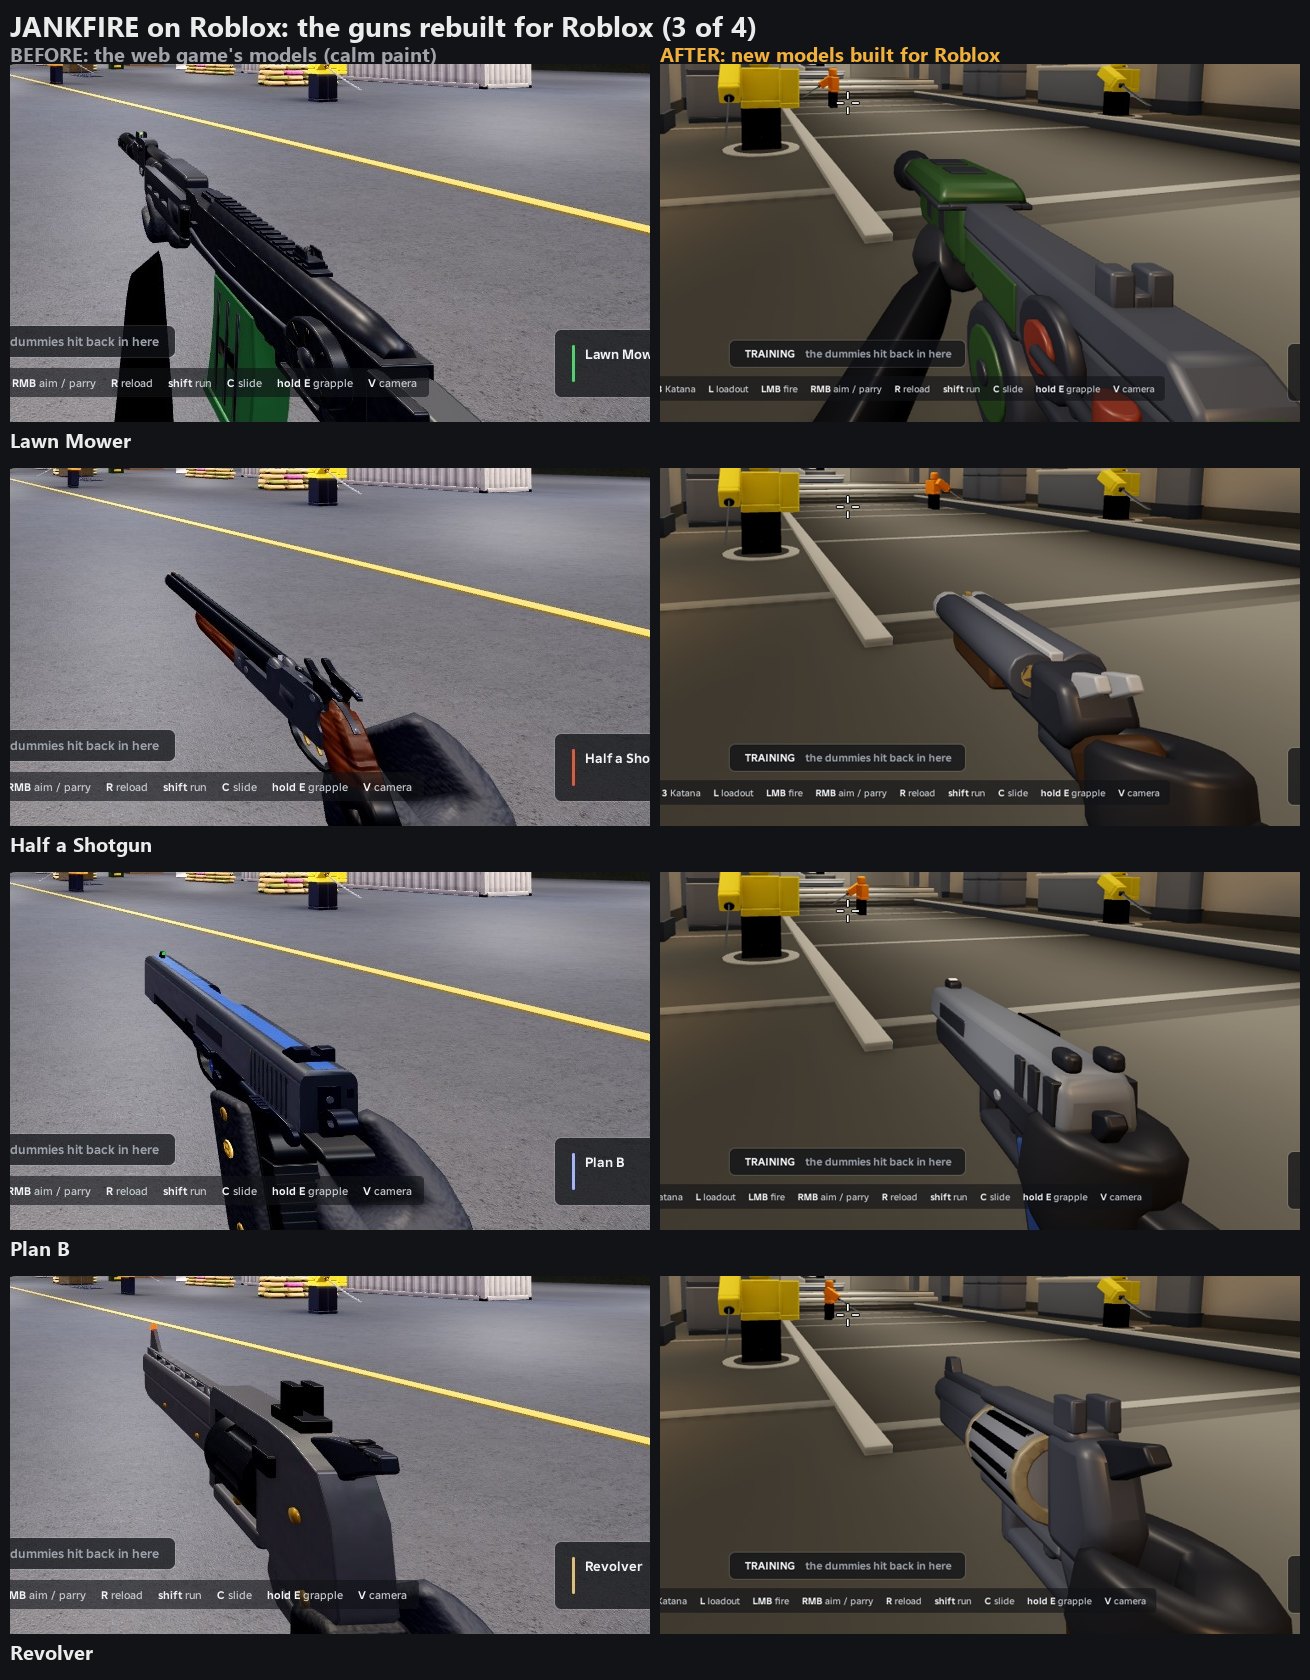 JANKFIRE on Roblox: the guns rebuilt for Roblox (3 of 4)
BEFORE: the web game's models (calm paint)
AFTER: new models built for Roblox
dummies hit back in here
Lawn Mow
RMB aim / parry R reload shift run C slide hold E grapple V camera
TRAINING the dummies hit back in here
Katana L loadout LMB fire RMB aim / parry R reload shift run C slide hold E grapple V camera
Lawn Mower
dummies hit back in here
Half a Sho
RMB aim / parry R reload shift run C slide hold E grapple V camera
TRAINING the dummies hit back in here
3 Katana L loadout LMB fire RMB aim / parry R reload shift run C slide hold E grapple V camera
Half a Shotgun
dummies hit back in here
Plan B
RMB aim / parry R reload shift run C slide hold E grapple V camera
TRAINING the dummies hit back in here
atana L loadout LMB fire RMB aim / parry R reload shift run C slide hold E grapple V camera
Plan B
dummies hit back in here
Revolver
MB aim / parry R reload shift run C slide hold E grapple V camera
TRAINING the dummies hit back in here
Katana L loadout LMB fire RMB aim / parry R reload shift run C slide hold E grapple V camera
Revolver